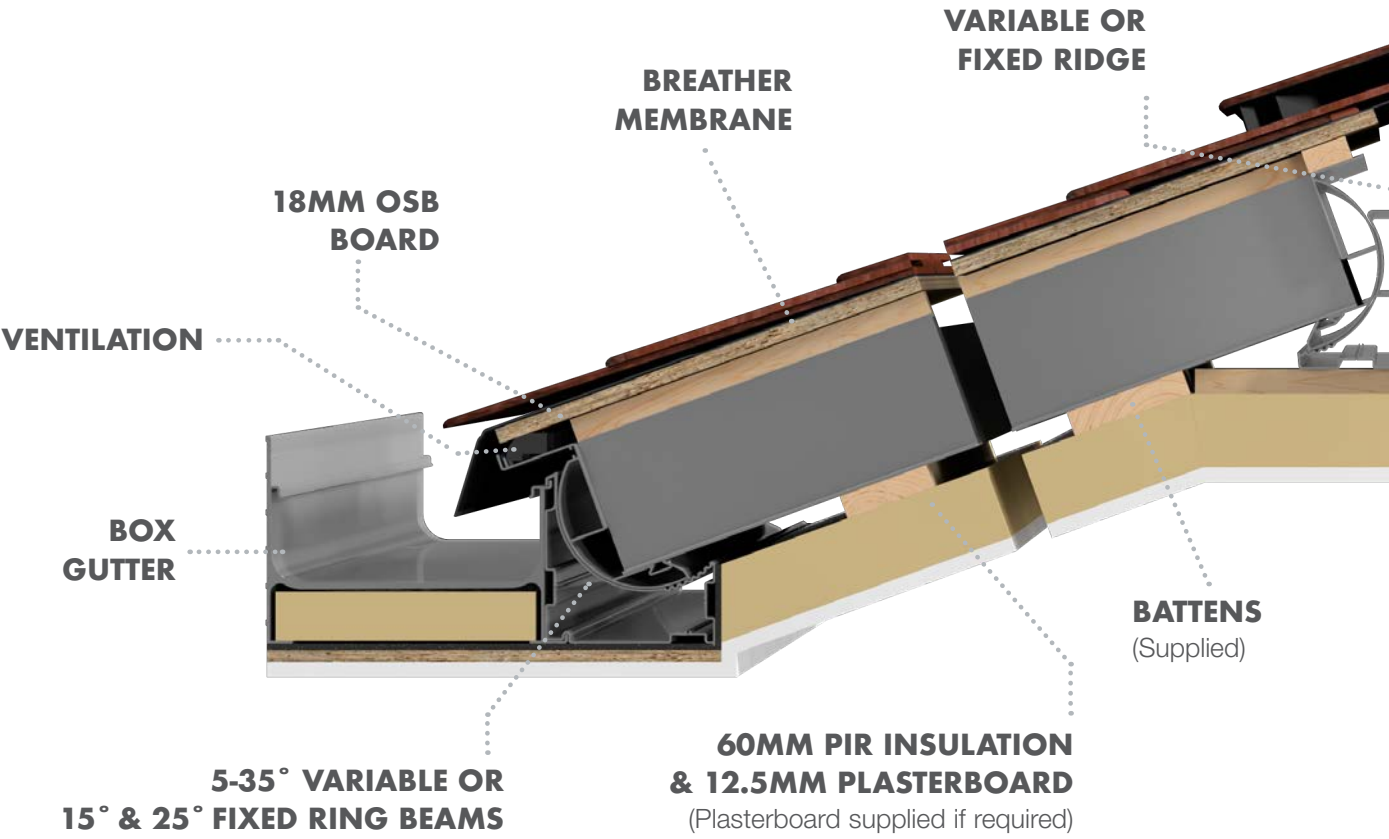 VARIABLE OR
FIXED RIDGE
BREATHER
MEMBRANE
18MM OSB
BOARD
VENTILATION
BOX
GUTTER
BATTENS
(Supplied)
60MM PIR INSULATION
& 12.5MM PLASTERBOARD
(Plasterboard supplied if required)
5-35˚ VARIABLE OR
15˚ & 25˚ FIXED RING BEAMS